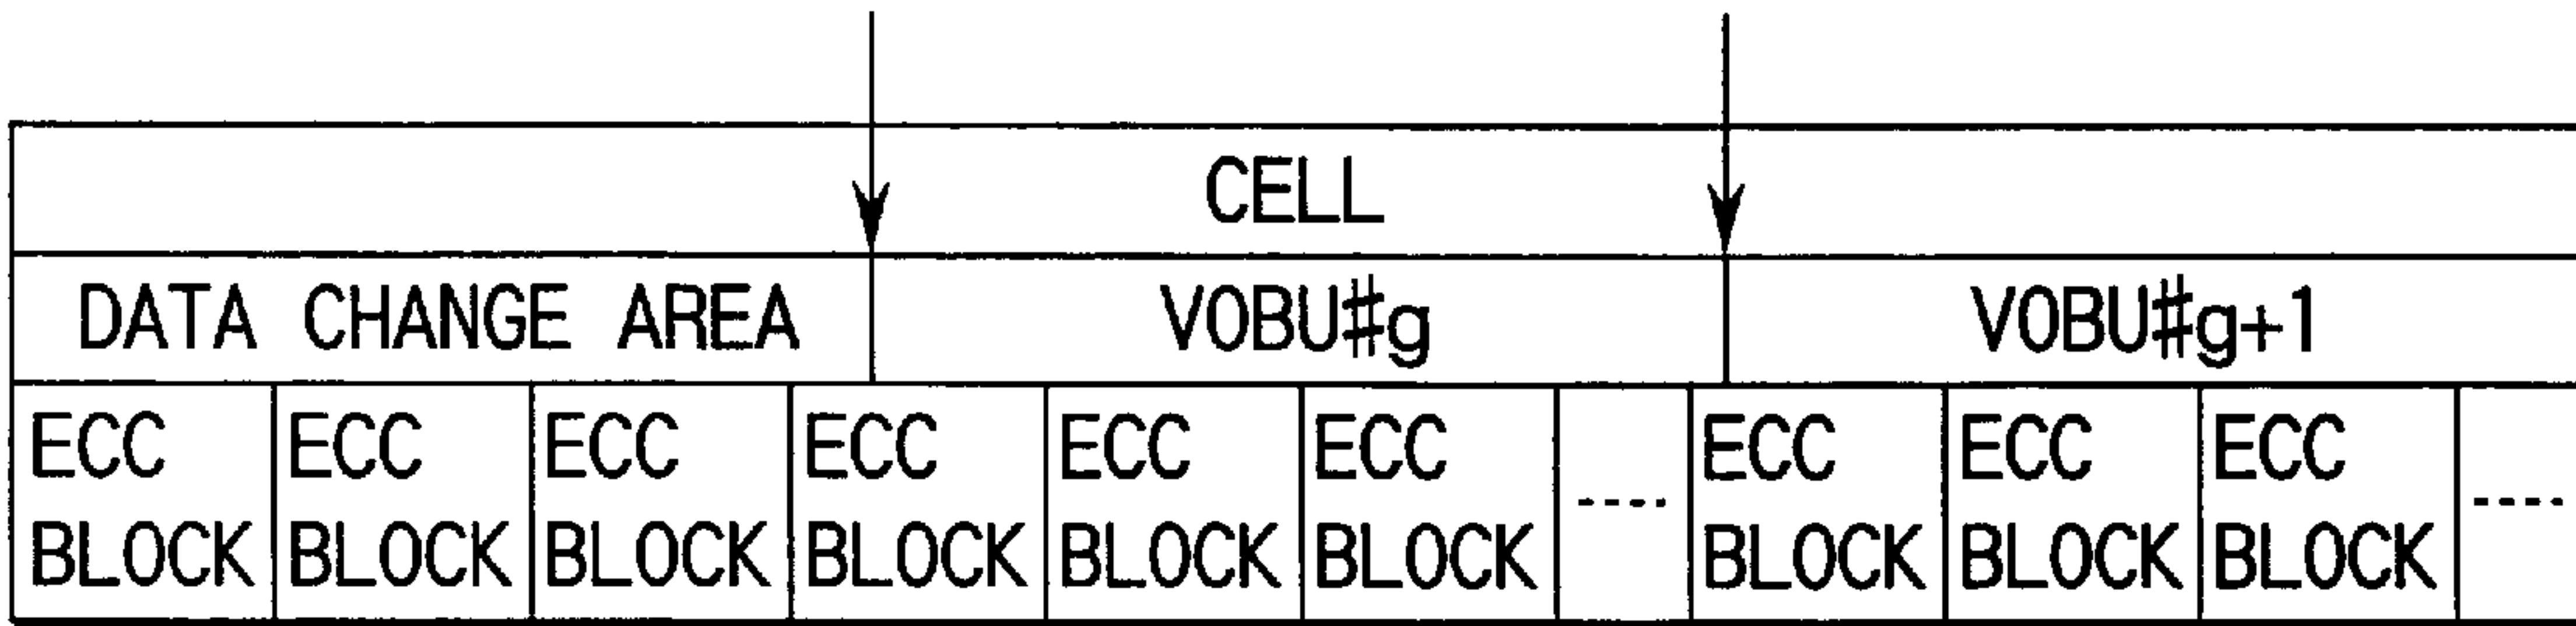 CELL
DATA CHANGE AREA VOBU#g VOBU#g+1
ECC ECC ECC ECC ECC ECC ---- ECC ECC ECC ----
BLOCK BLOCK BLOCK BLOCK BLOCK BLOCK BLOCK BLOCK BLOCK